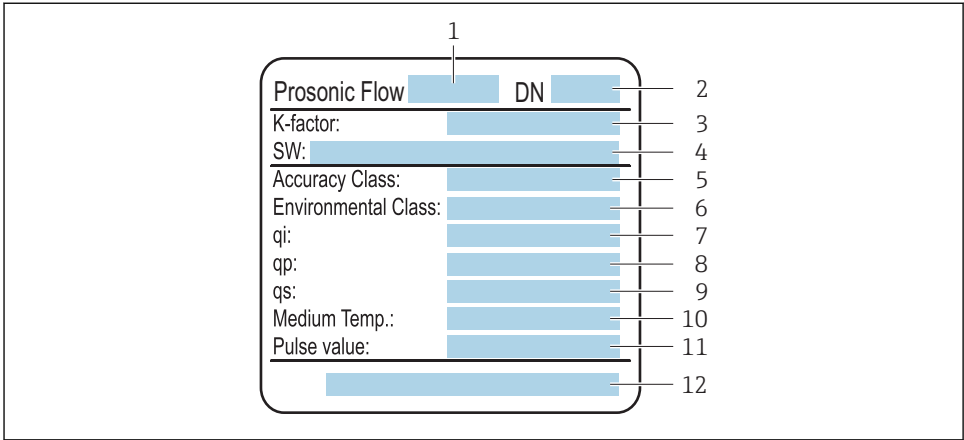 1
Prosonic Flow DN 2
K-factor: 3
SW: 4
Accuracy Class: 5
Environmental Class: 6
qi: 7
qp: 8
qs: 9
Medium Temp.: 10
Pulse value: 11
12